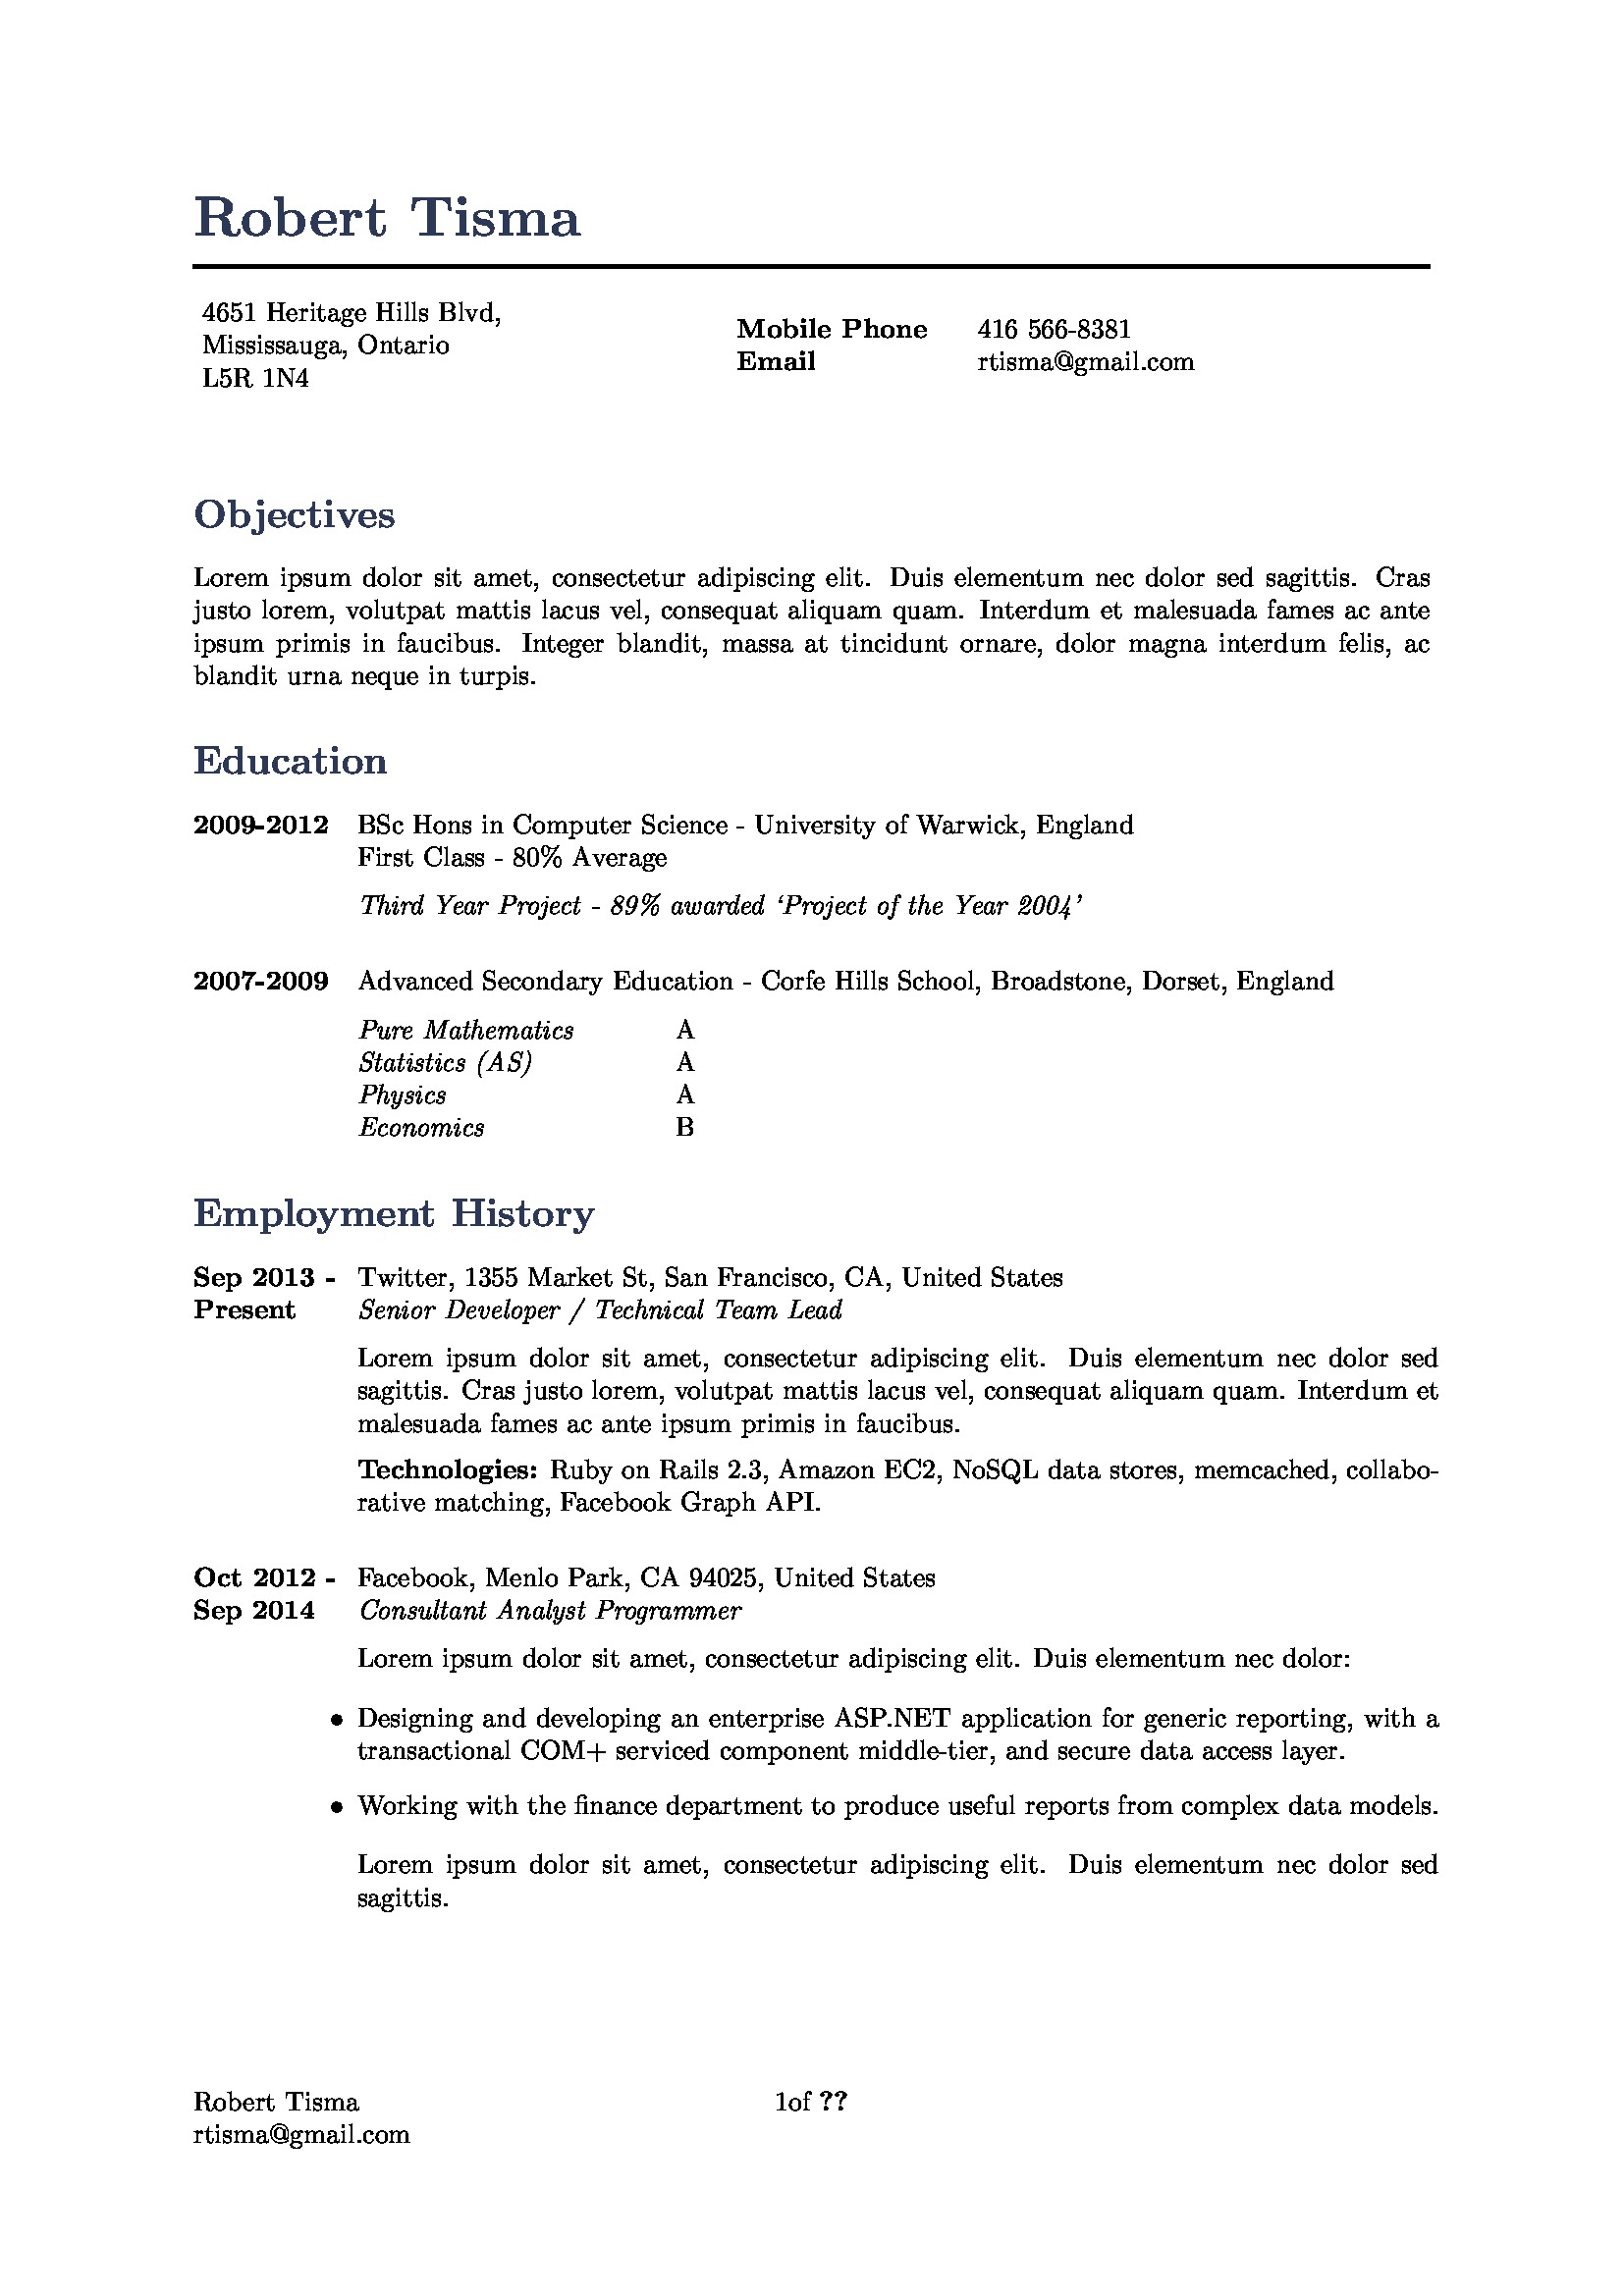 Robert Tisma
4651 Heritage Hills Blvd,
Mississauga, Ontario
L5R 1N4
Mobile Phone 416 566-8381
Email rtisma@gmail.com
Objectives
Lorem ipsum dolor sit amet, consectetur adipiscing elit. Duis elementum nec dolor sed sagittis. Cras
justo lorem, volutpat mattis lacus vel, consequat aliquam quam. Interdum et malesuada fames ac ante
ipsum primis in faucibus. Integer blandit, massa at tincidunt ornare, dolor magna interdum felis, ac
blandit urna neque in turpis.
Education
2009-2012 BSc Hons in Computer Science - University of Warwick, England
First Class - 80% Average
Third Year Project - 89% awarded ‘Project of the Year 2004’
2007-2009 Advanced Secondary Education - Corfe Hills School, Broadstone, Dorset, England
Pure Mathematics A
Statistics (AS) A
Physics A
Economics B
Employment History
Sep 2013 - Twitter, 1355 Market St, San Francisco, CA, United States
Present Senior Developer / Technical Team Lead
Lorem ipsum dolor sit amet, consectetur adipiscing elit. Duis elementum nec dolor sed
sagittis. Cras justo lorem, volutpat mattis lacus vel, consequat aliquam quam. Interdum et
malesuada fames ac ante ipsum primis in faucibus.
Technologies: Ruby on Rails 2.3, Amazon EC2, NoSQL data stores, memcached, collabo-
rative matching, Facebook Graph API.
Oct 2012 - Facebook, Menlo Park, CA 94025, United States
Sep 2014 Consultant Analyst Programmer
Lorem ipsum dolor sit amet, consectetur adipiscing elit. Duis elementum nec dolor:
• Designing and developing an enterprise ASP.NET application for generic reporting, with a
transactional COM+ serviced component middle-tier, and secure data access layer.
• Working with the finance department to produce useful reports from complex data models.
Lorem ipsum dolor sit amet, consectetur adipiscing elit. Duis elementum nec dolor sed
sagittis.
Robert Tisma 1of ??
rtisma@gmail.com